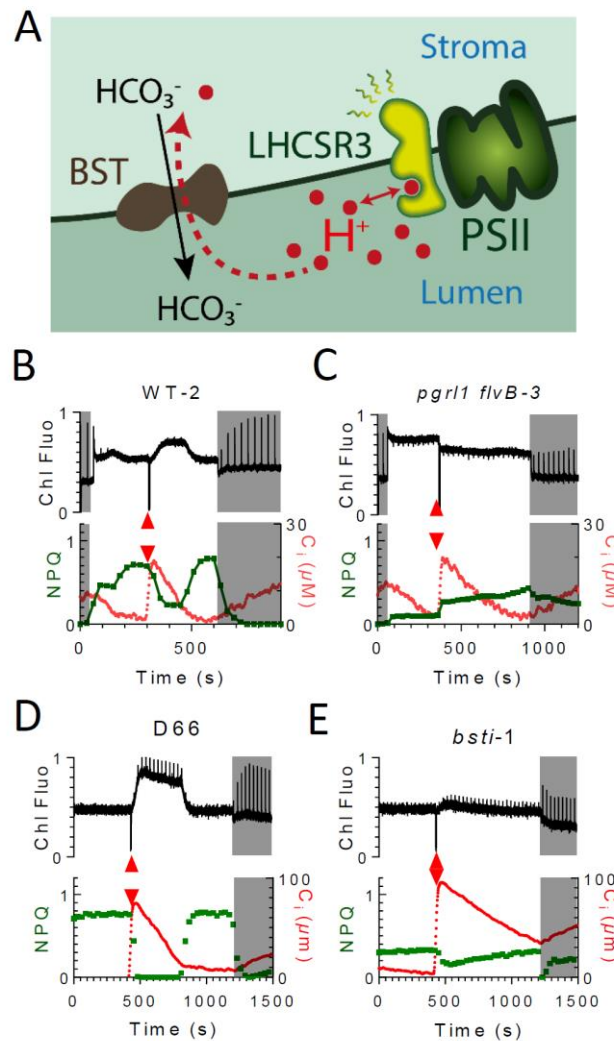 A
Stroma
HCO3-
BST
LHCSR3
H+
PSII
HCO3-
Lumen
B
WT-2
C
pgrl1 flvB-3
1
Chl Fluo
0
1
NPQ
0
30
Ci (µM)
0
0
500
Time (s)
1
Chl Fluo
0
1
NPQ
0
30
Ci (µM)
0
0
400
800
1200
Time (s)
D
D66
E
bsti-1
1
Chl Fluo
0
1
NPQ
0
100
Ci (µm)
0
0
500
1000
1500
Time (s)
1
Chl Fluo
0
1
NPQ
0
100
Ci (µm)
0
0
500
1000
1500
Time (s)